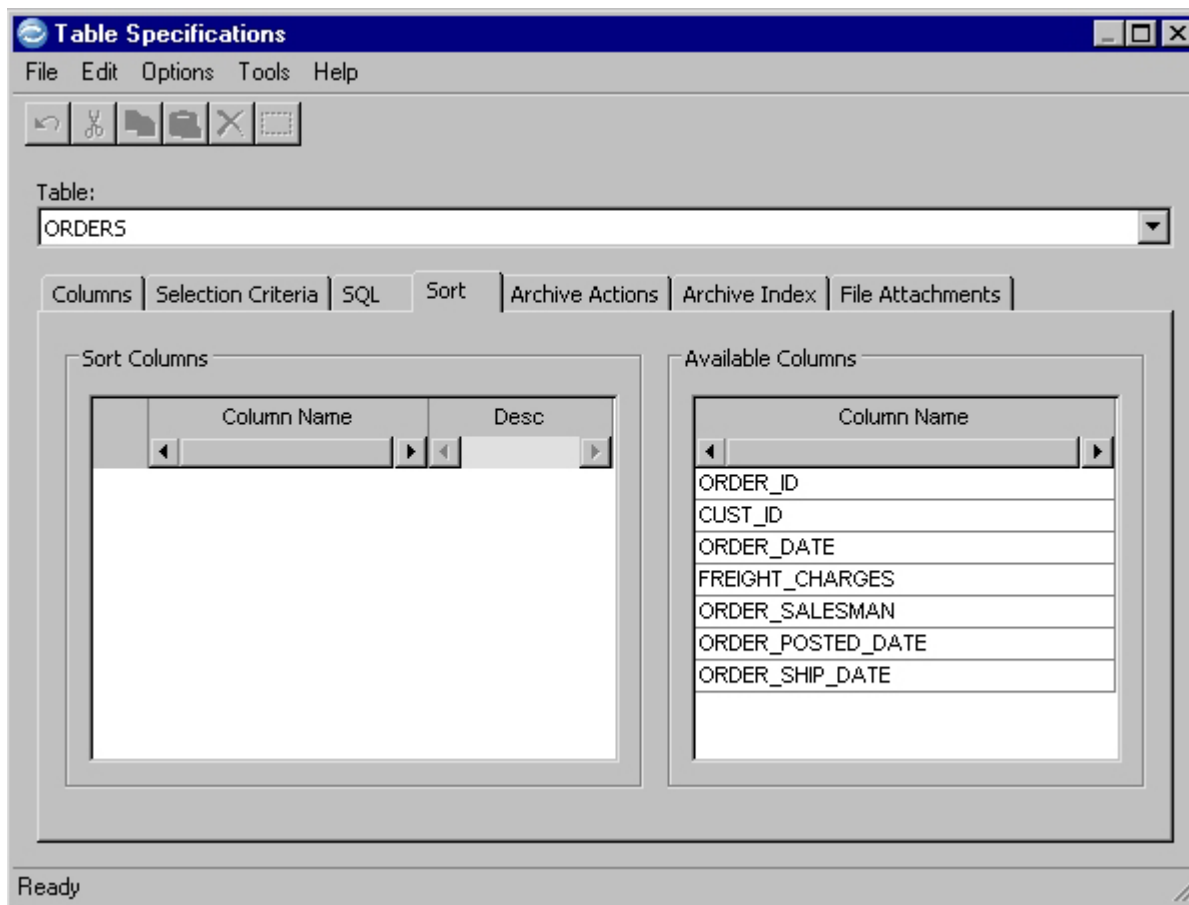 Table Specifications
File Edit Options Tools Help
Table:
ORDERS
Columns Selection Criteria SQL Sort Archive Actions Archive Index File Attachments
Sort Columns
Column Name Desc
Available Columns
Column Name
ORDER_ID
CUST_ID
ORDER_DATE
FREIGHT_CHARGES
ORDER_SALESMAN
ORDER_POSTED_DATE
ORDER_SHIP_DATE
Ready